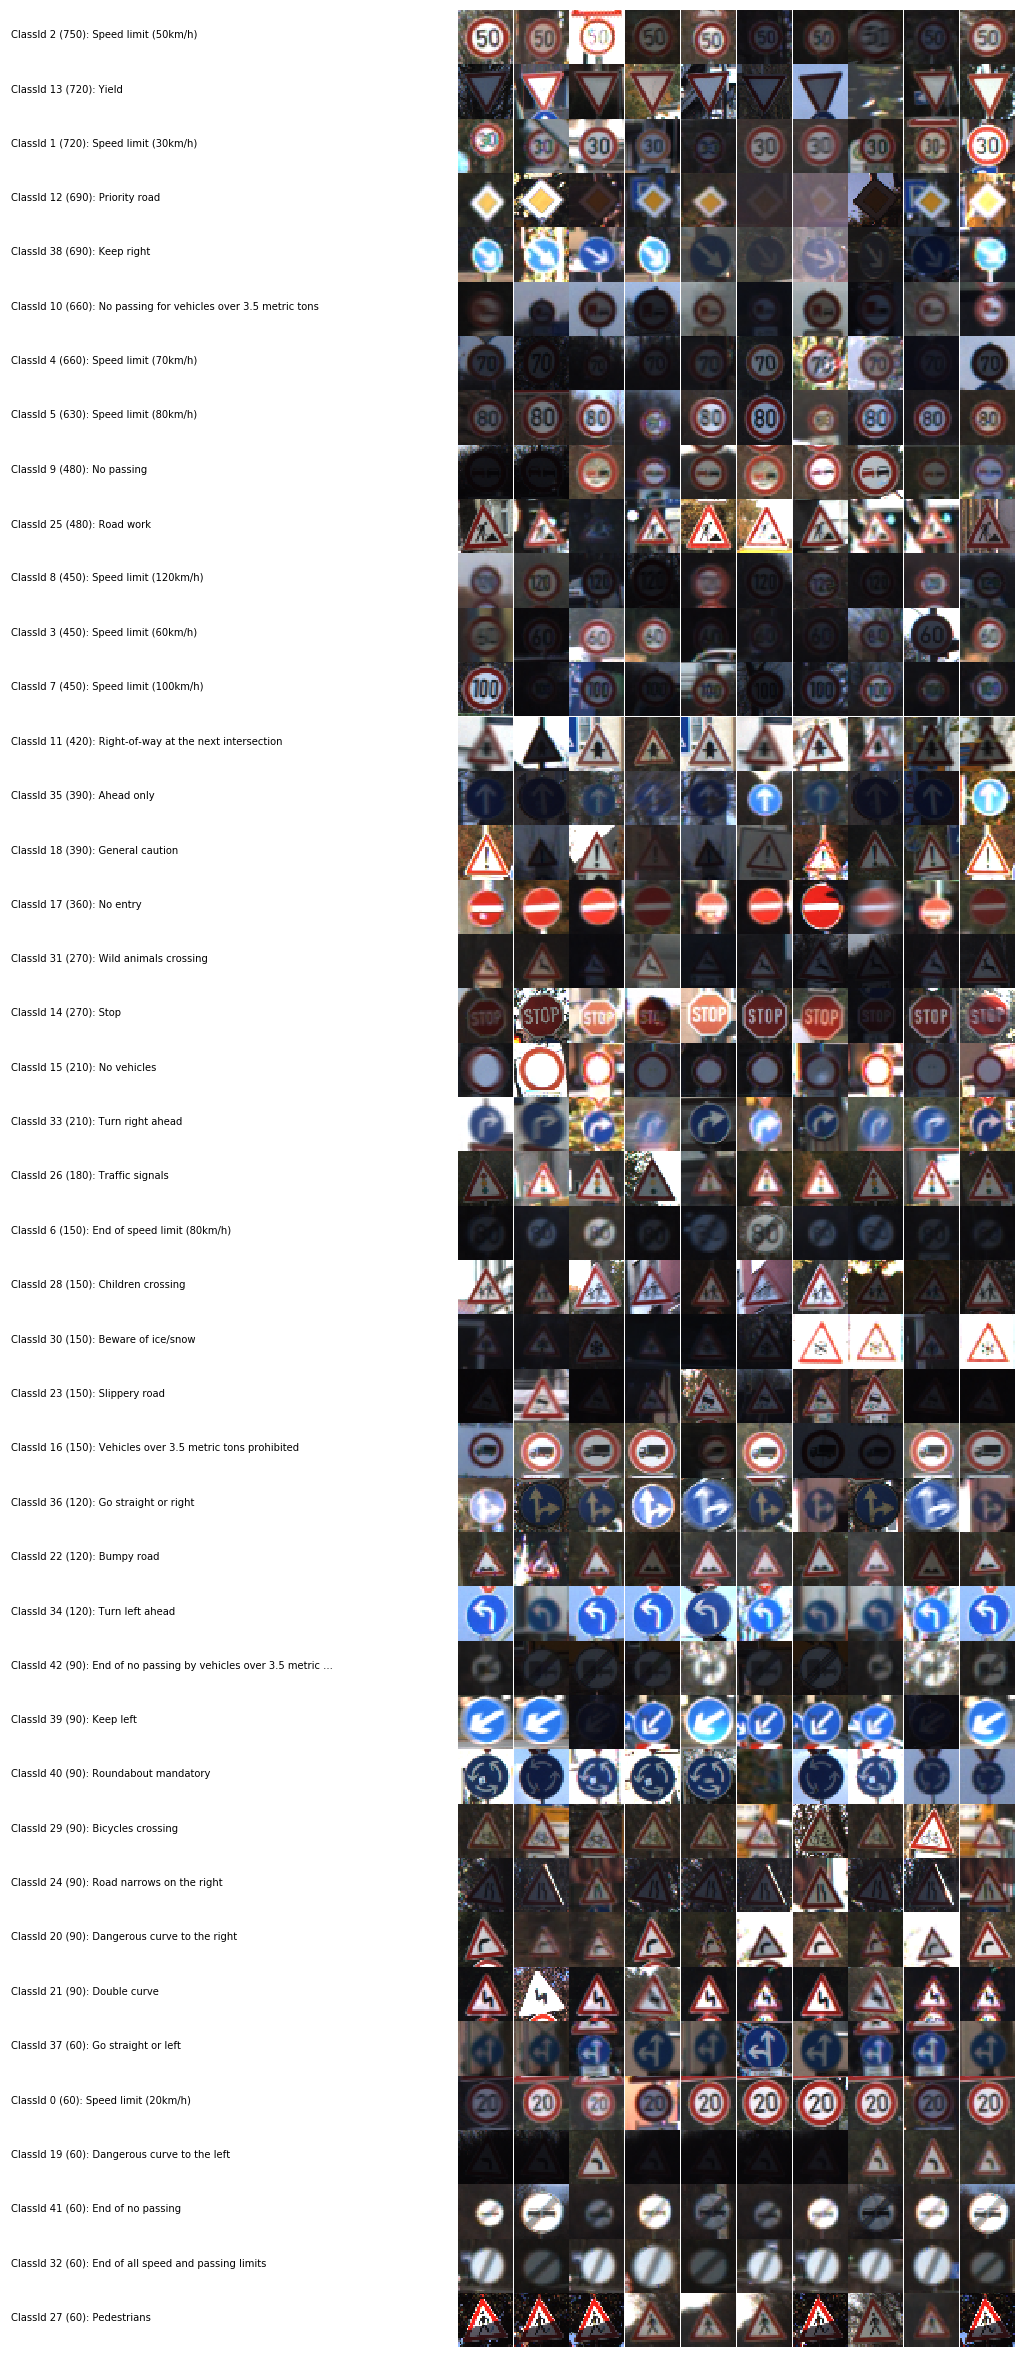 ClassId 2 (750): Speed limit (50km/h)
ClassId 13 (720): Yield
ClassId 1 (720): Speed limit (30km/h)
ClassId 12 (690): Priority road
ClassId 38 (690): Keep right
ClassId 10 (660): No passing for vehicles over 3.5 metric tons
ClassId 4 (660): Speed limit (70km/h)
ClassId 5 (630): Speed limit (80km/h)
ClassId 9 (480): No passing
ClassId 25 (480): Road work
ClassId 8 (450): Speed limit (120km/h)
ClassId 3 (450): Speed limit (60km/h)
ClassId 7 (450): Speed limit (100km/h)
ClassId 11 (420): Right-of-way at the next intersection
ClassId 35 (390): Ahead only
ClassId 18 (390): General caution
ClassId 17 (360): No entry
ClassId 31 (270): Wild animals crossing
ClassId 14 (270): Stop
ClassId 15 (210): No vehicles
ClassId 33 (210): Turn right ahead
ClassId 26 (180): Traffic signals
ClassId 6 (150): End of speed limit (80km/h)
ClassId 28 (150): Children crossing
ClassId 30 (150): Beware of ice/snow
ClassId 23 (150): Slippery road
ClassId 16 (150): Vehicles over 3.5 metric tons prohibited
ClassId 36 (120): Go straight or right
ClassId 22 (120): Bumpy road
ClassId 34 (120): Turn left ahead
ClassId 42 (90): End of no passing by vehicles over 3.5 metric ...
ClassId 39 (90): Keep left
ClassId 40 (90): Roundabout mandatory
ClassId 29 (90): Bicycles crossing
ClassId 24 (90): Road narrows on the right
ClassId 20 (90): Dangerous curve to the right
ClassId 21 (90): Double curve
ClassId 37 (60): Go straight or left
ClassId 0 (60): Speed limit (20km/h)
ClassId 19 (60): Dangerous curve to the left
ClassId 41 (60): End of no passing
ClassId 32 (60): End of all speed and passing limits
ClassId 27 (60): Pedestrians